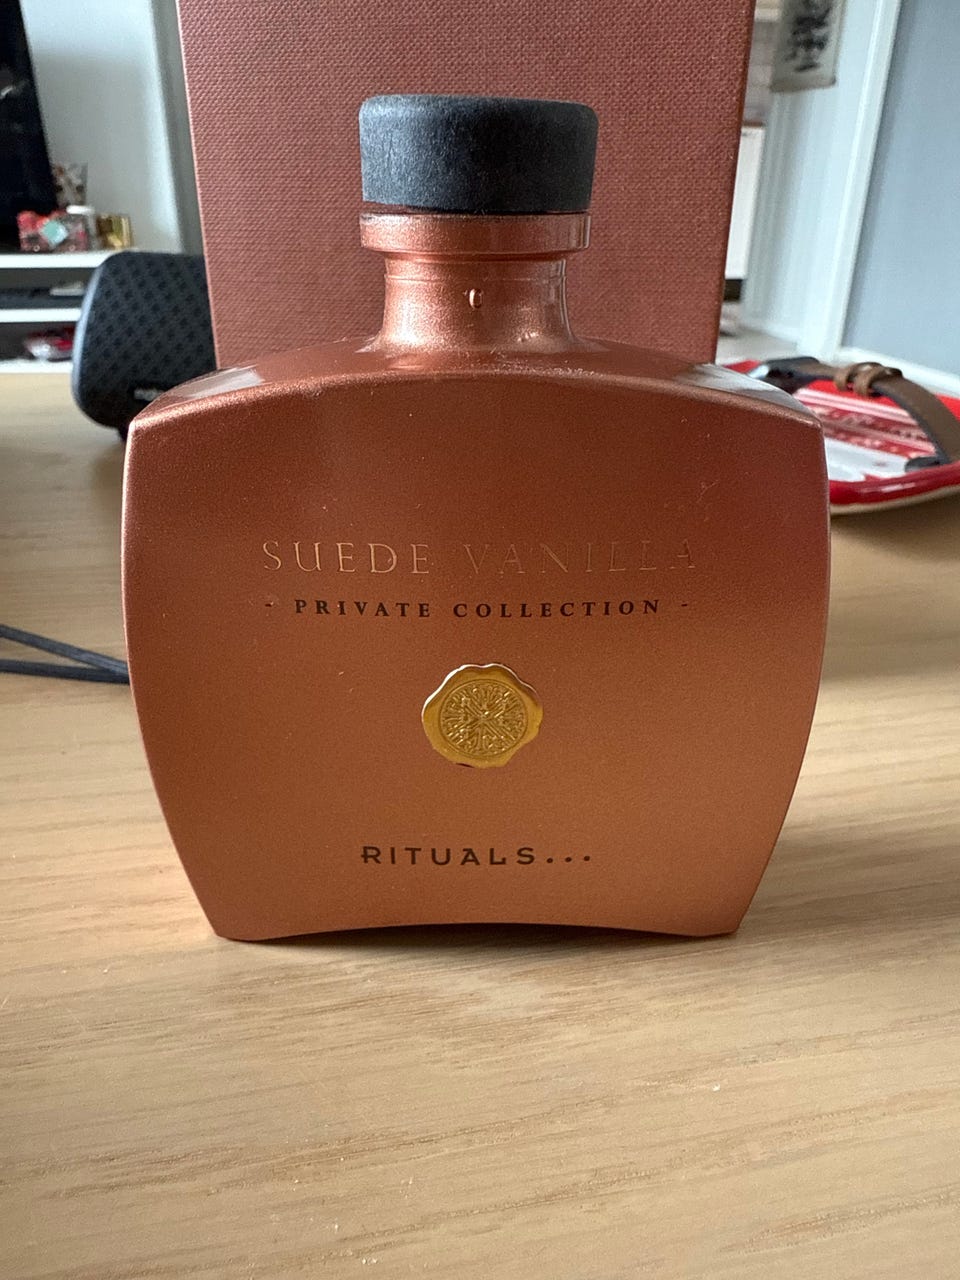 SUEDE VANILLA
- PRIVATE COLLECTION -
RITUALS...